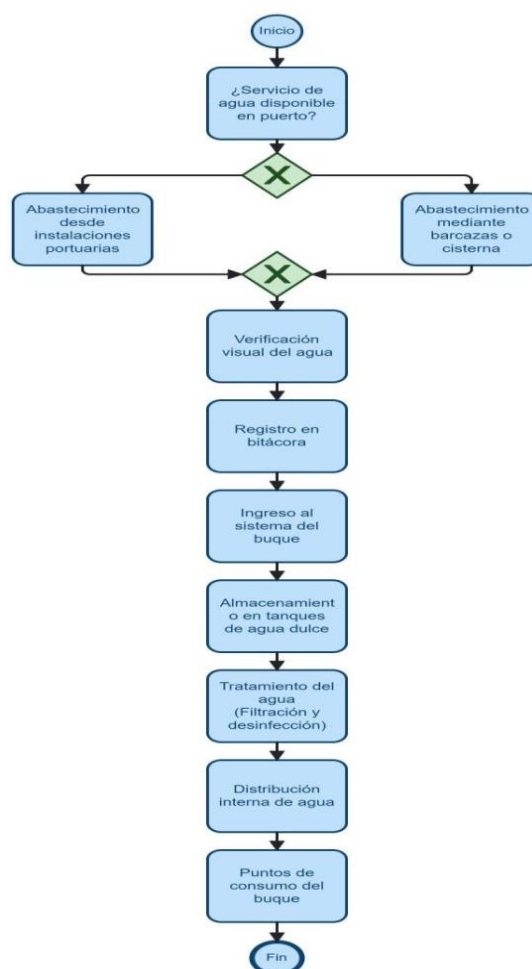 Inicio
¿Servicio de
agua disponible
en puerto?
X
Abastecimiento
desde
instalaciones
portuarias
Abastecimiento
mediante
barcazas o
cisterna
X
Verificación
visual del agua
Registro en
bitácora
Ingreso al
sistema del
buque
Almacenamient
o en tanques
de agua dulce
Tratamiento del
agua
(Filtración y
desinfección)
Distribución
interna de agua
Puntos de
consumo del
buque
Fin